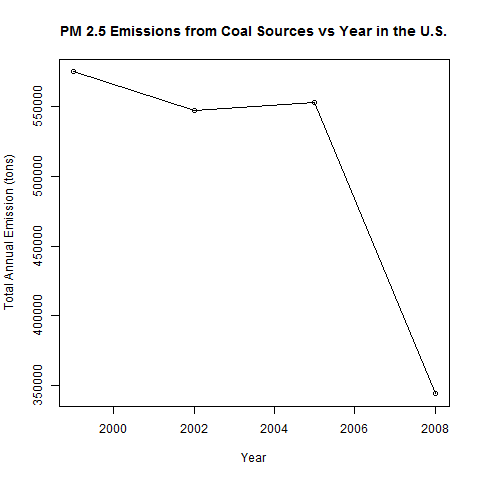 PM 2.5 Emissions from Coal Sources vs Year in the U.S.
Total Annual Emission (tons)
550000
500000
450000
400000
350000
2000 2002 2004 2006 2008
Year